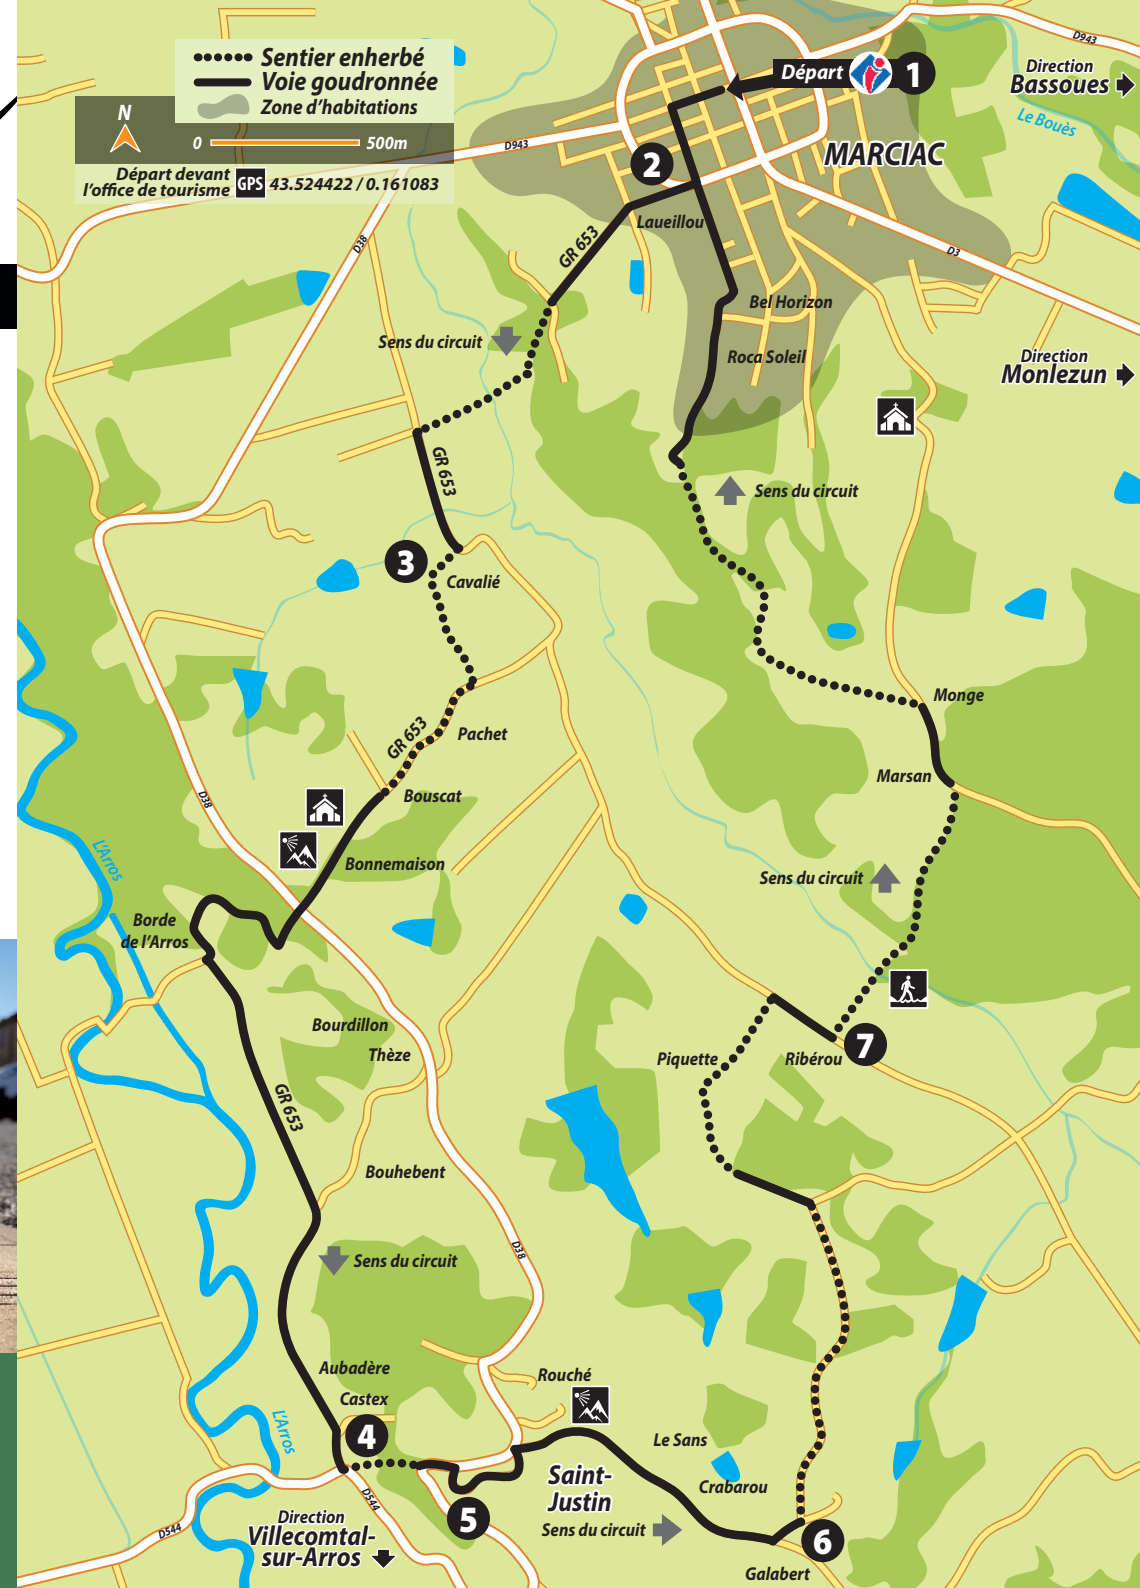 Sentier enherbé
Voie goudronnée
Zone d'habitations
N
0 500m
Départ devant
l'office de tourisme GPS 43.524422 / 0.161083
D943
Départ 1
D943
Direction
Bassoues
Le Bouès
MARCIAC
2
D943
Laueillou
GR 653
D38
D3
Bel Horizon
Sens du circuit
Roca Soleil
Direction
Monlezun
GR 653
Sens du circuit
3
Cavalié
Monge
GR 653
Pachet
Marsan
Bouscat
D38
Bonnemaison
L'Arros
Sens du circuit
Borde
de l'Arros
Bourdillon
Thèze
Piquette
Ribérou
7
GR 653
Bouhebent
D38
Sens du circuit
Aubadère
Castex
Rouché
4
L'Arros
Le Sans
Saint-
Justin
Crabarou
D544
5
Sens du circuit
6
D544
Direction
Villecomtal-
sur-Arros
Galabert